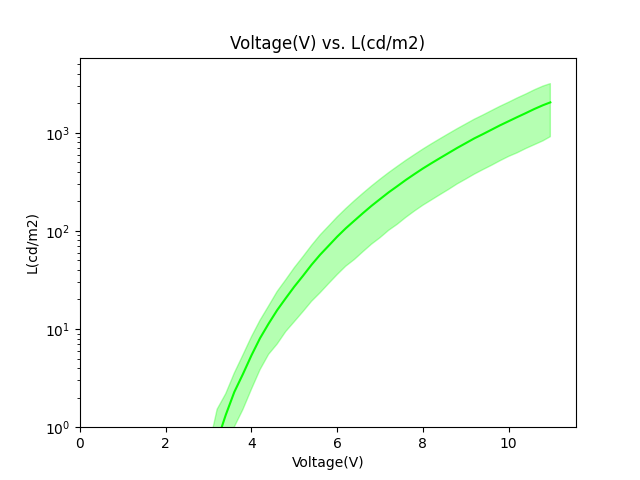 Voltage(V) vs. L(cd/m2)
L(cd/m2)
10³
10²
10¹
10⁰
0 2 4 6 8 10
Voltage(V)